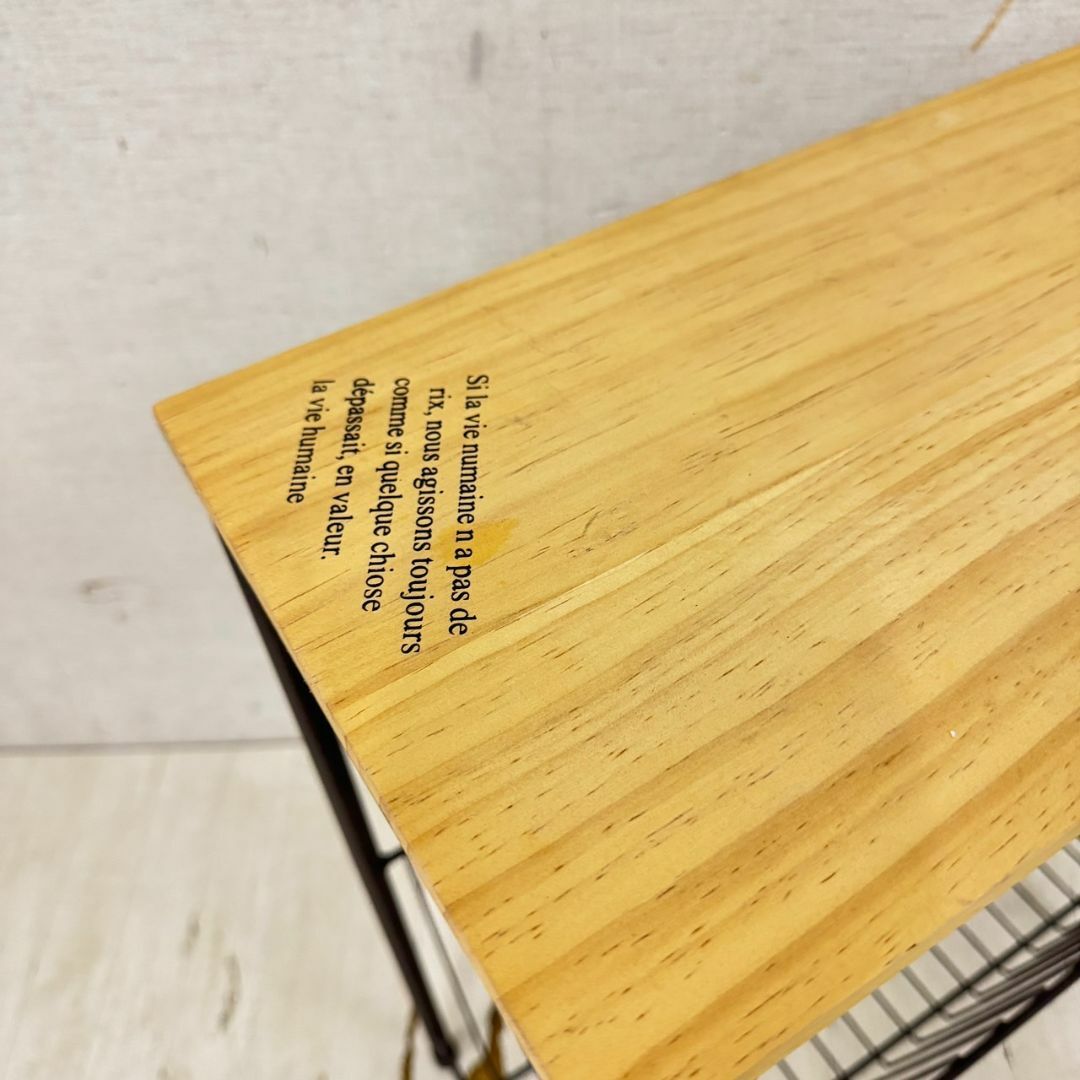 Si la vie numaine n a pas de
rix, nous agissons toujours
comme si quelque chiose
dépassait, en valeur.
la vie humaine